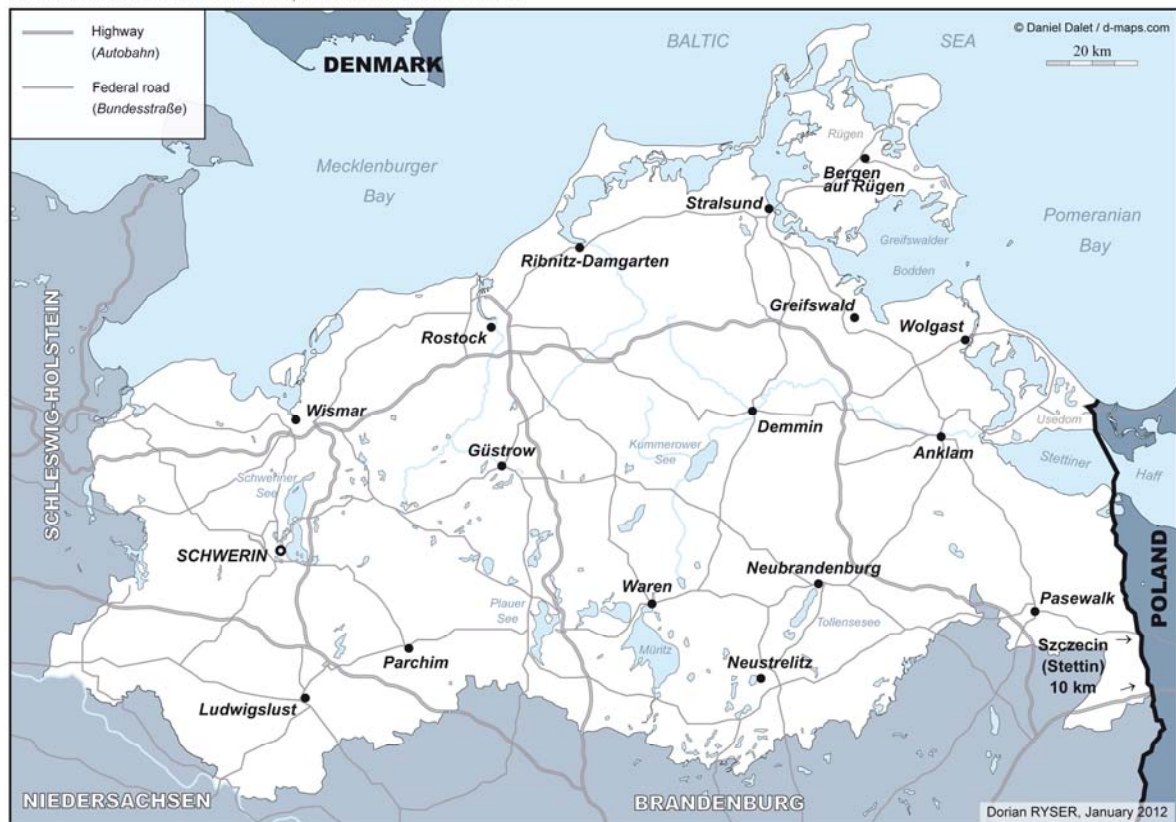 Highway
(Autobahn)
Federal road
(Bundesstraße)
© Daniel Dalet / d-maps.com
20 km
BALTIC SEA
DENMARK
Mecklenburger
Bay
Rügen
Bergen
auf Rügen
Stralsund
Pomeranian
Bay
Greifswalder
Bodden
Ribnitz-Damgarten
Greifswald
Wolgast
Rostock
SCHLESWIG-HOLSTEIN
Wismar
Demmin
Usedom
Anklam
Güstrow
Kummerower
See
Stettiner
Haff
Schweriner
See
SCHWERIN
Neubrandenburg
Waren
Plauer
See
Tollensesee
Pasewalk
POLAND
Müritz
Parchim
Neustrelitz
Szczecin
(Stettin)
10 km
Ludwigslust
NIEDERSACHSEN
BRANDENBURG
Dorian RYSER, January 2012